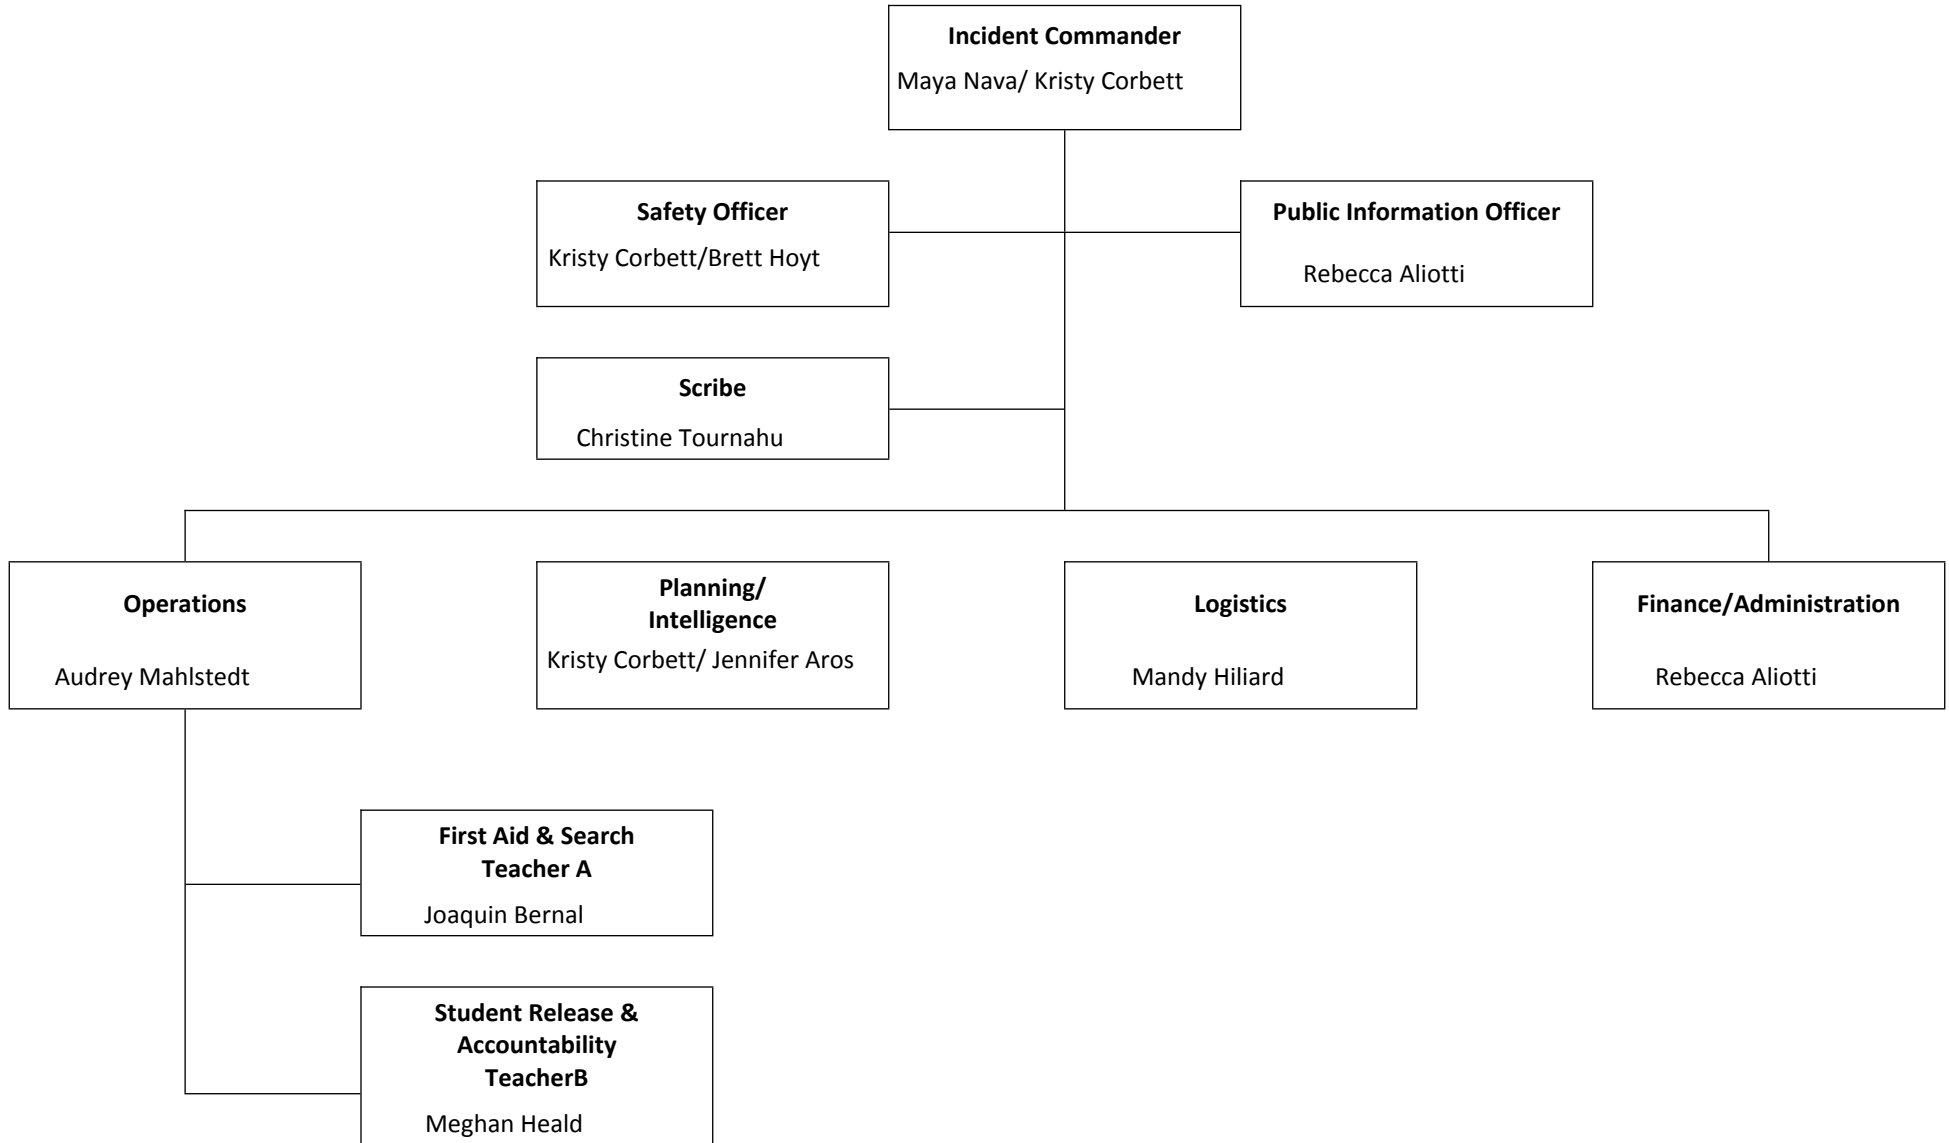 Incident Commander
Maya Nava/ Kristy Corbett
Safety Officer
Kristy Corbett/Brett Hoyt
Public Information Officer
Rebecca Aliotti
Scribe
Christine Tournahu
Operations
Audrey Mahlstedt
Planning/
Intelligence
Kristy Corbett/ Jennifer Aros
Logistics
Mandy Hiliard
Finance/Administration
Rebecca Aliotti
First Aid & Search
Teacher A
Joaquin Bernal
Student Release &
Accountability
TeacherB
Meghan Heald